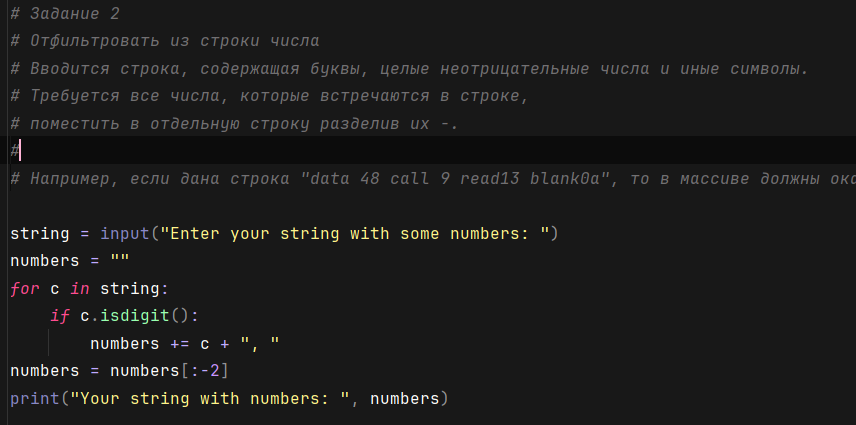 # Задание 2
# Отфильтровать из строки числа
# Вводится строка, содержащая буквы, целые неотрицательные числа и иные символы.
# Требуется все числа, которые встречаются в строке,
# поместить в отдельную строку разделив их -.
#
# Например, если дана строка "data 48 call 9 read13 blank0a", то в массиве должны ока
string = input("Enter your string with some numbers: ")
numbers = ""
for c in string:
    if c.isdigit():
        numbers += c + ", "
numbers = numbers[:-2]
print("Your string with numbers: ", numbers)